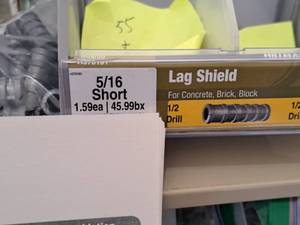 55
+
5/16
Short
1.59ea | 45.99bx
Lag Shield
For Concrete, Brick, Block
1/2
Drill
1/2